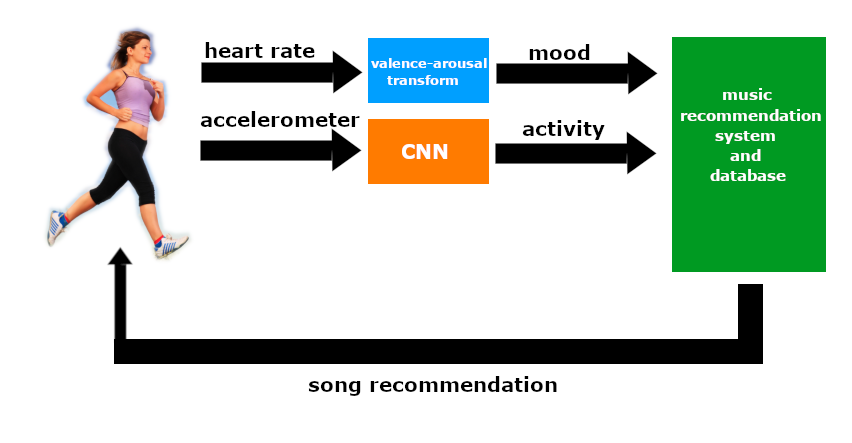 heart rate
valence-arousal
transform
mood
accelerometer
CNN
activity
music
recommendation
system
and
database
song recommendation